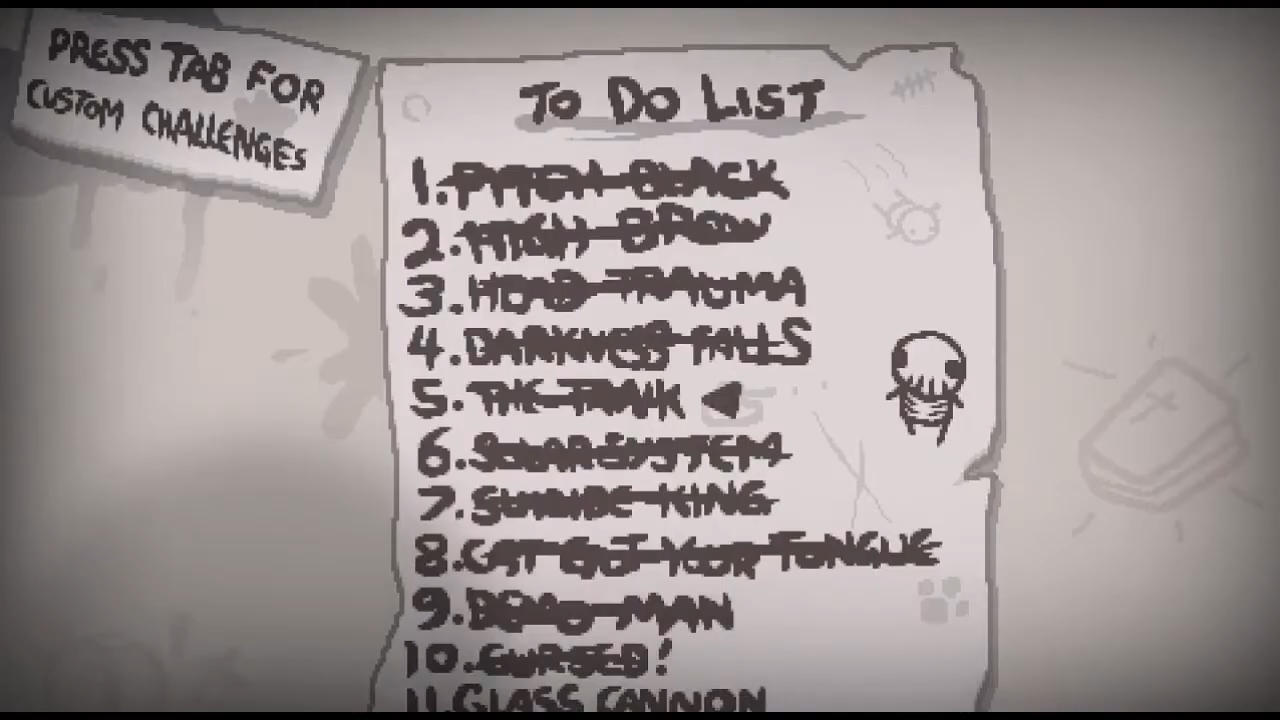 PRESS TAB FOR
CUSTOM CHALLENGES
TO DO LIST
1. PITCH BLACK
2. HIGH BROW
3. HEAD TRAUMA
4. DARKNESS FALLS
5. THE TANK
6. SOLAR SYSTEM
7. SUICIDE KING
8. CAT GOT YOUR TONGUE
9. DEMO MAN
10. CURSED!
11. GLASS CANNON